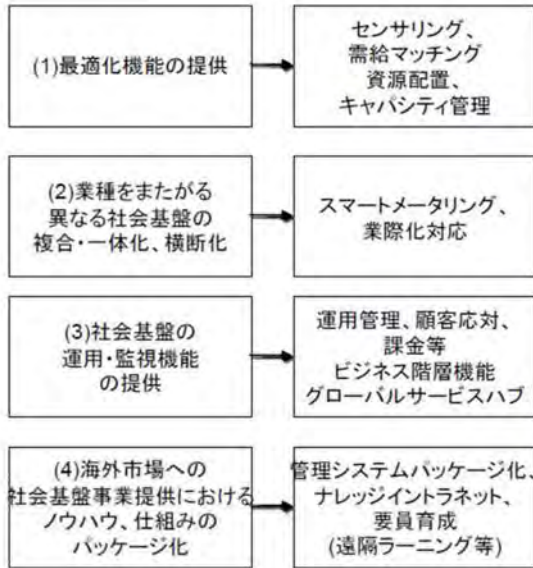 (1)最適化機能の提供
センサリング、
需給マッチング
資源配置、
キャパシティ管理
(2)業種をまたがる
異なる社会基盤の
複合・一体化、横断化
スマートメータリング、
業際化対応
(3)社会基盤の
運用・監視機能
の提供
運用管理、顧客応対、
課金等
ビジネス階層機能
グローバルサービスハブ
(4)海外市場への
社会基盤事業提供における
ノウハウ、仕組みの
パッケージ化
管理システムパッケージ化、
ナレッジイントラネット、
要員育成
(遠隔ラーニング等)